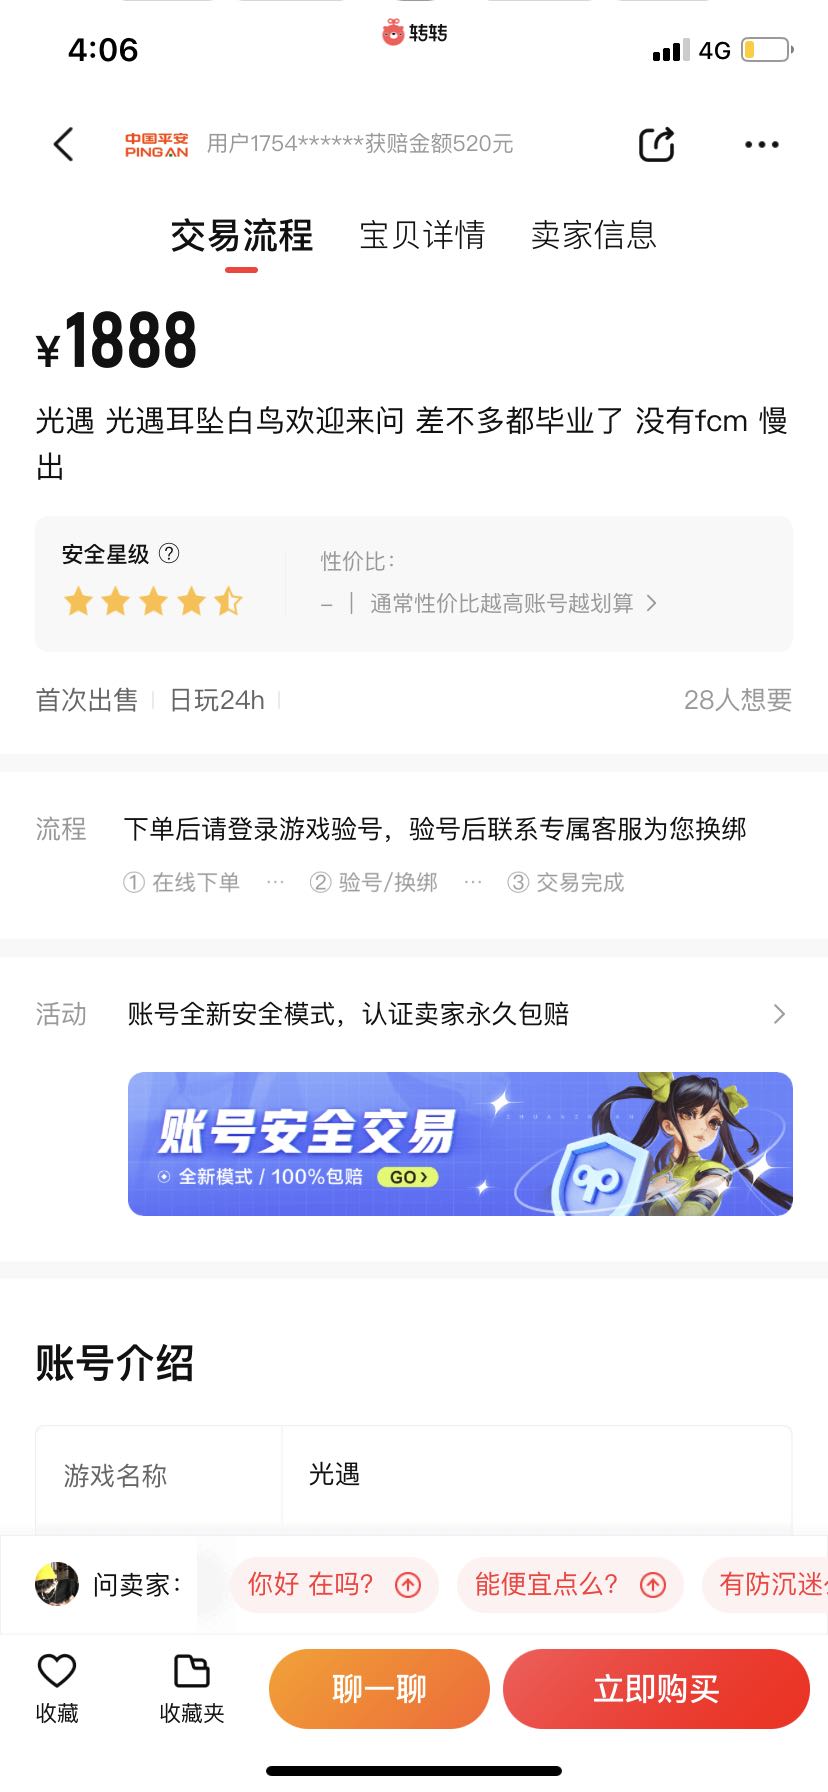 4:06
转转
4G
中国平安
PING AN
用户1754******获赔金额520元
交易流程 宝贝详情 卖家信息
¥1888
光遇 光遇耳坠白鸟欢迎来问 差不多都毕业了 没有fcm 慢
出
安全星级 ?
性价比：
– | 通常性价比越高账号越划算
首次出售 日玩24h
28人想要
流程 下单后请登录游戏验号，验号后联系专属客服为您换绑
① 在线下单 ··· ② 验号/换绑 ··· ③ 交易完成
活动 账号全新安全模式，认证卖家永久包赔
ZHUANZHUAN
账号安全交易
全新模式 / 100%包赔 GO
账号介绍
游戏名称 光遇
问卖家： 你好 在吗? 能便宜点么? 有防沉迷
收藏 收藏夹 聊一聊 立即购买